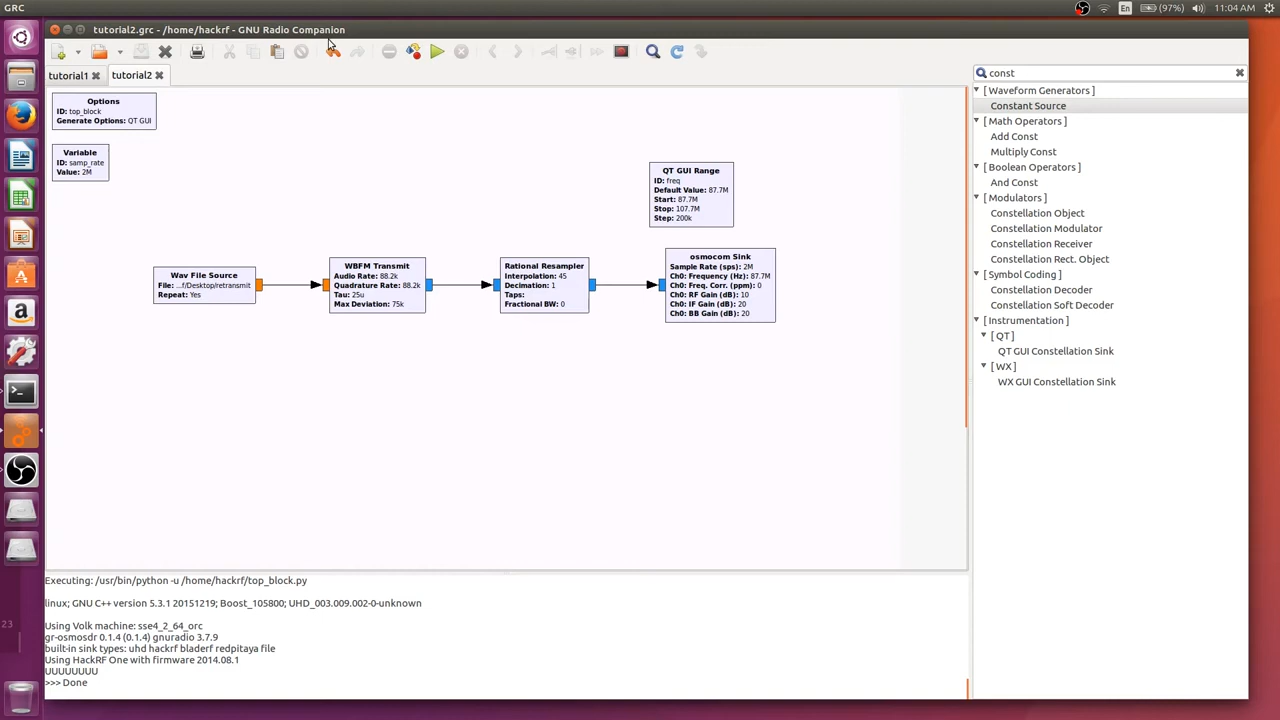 GRC
En
(97%)
11:04 AM
tutorial2.grc - /home/hackrf - GNU Radio Companion
tutorial1
tutorial2
const
Options
ID: top_block
Generate Options: QT GUI
Variable
ID: samp_rate
Value: 2M
QT GUI Range
ID: freq
Default Value: 87.7M
Start: 87.7M
Stop: 107.7M
Step: 200k
Wav File Source
File: ...f/Desktop/retransmit
Repeat: Yes
WBFM Transmit
Audio Rate: 88.2k
Quadrature Rate: 88.2k
Tau: 25u
Max Deviation: 75k
Rational Resampler
Interpolation: 45
Decimation: 1
Taps:
Fractional BW: 0
osmocom Sink
Sample Rate (sps): 2M
Ch0: Frequency (Hz): 87.7M
Ch0: Freq. Corr. (ppm): 0
Ch0: RF Gain (dB): 10
Ch0: IF Gain (dB): 20
Ch0: BB Gain (dB): 20
[ Waveform Generators ]
Constant Source
[ Math Operators ]
Add Const
Multiply Const
[ Boolean Operators ]
And Const
[ Modulators ]
Constellation Object
Constellation Modulator
Constellation Receiver
Constellation Rect. Object
[ Symbol Coding ]
Constellation Decoder
Constellation Soft Decoder
[ Instrumentation ]
[ QT ]
QT GUI Constellation Sink
[ WX ]
WX GUI Constellation Sink
Executing: /usr/bin/python -u /home/hackrf/top_block.py
linux; GNU C++ version 5.3.1 20151219; Boost_105800; UHD_003.009.002-0-unknown
Using Volk machine: sse4_2_64_orc
gr-osmosdr 0.1.4 (0.1.4) gnuradio 3.7.9
built-in sink types: uhd hackrf bladerf redpitaya file
Using HackRF One with firmware 2014.08.1
UUUUUUUU
>>> Done
23